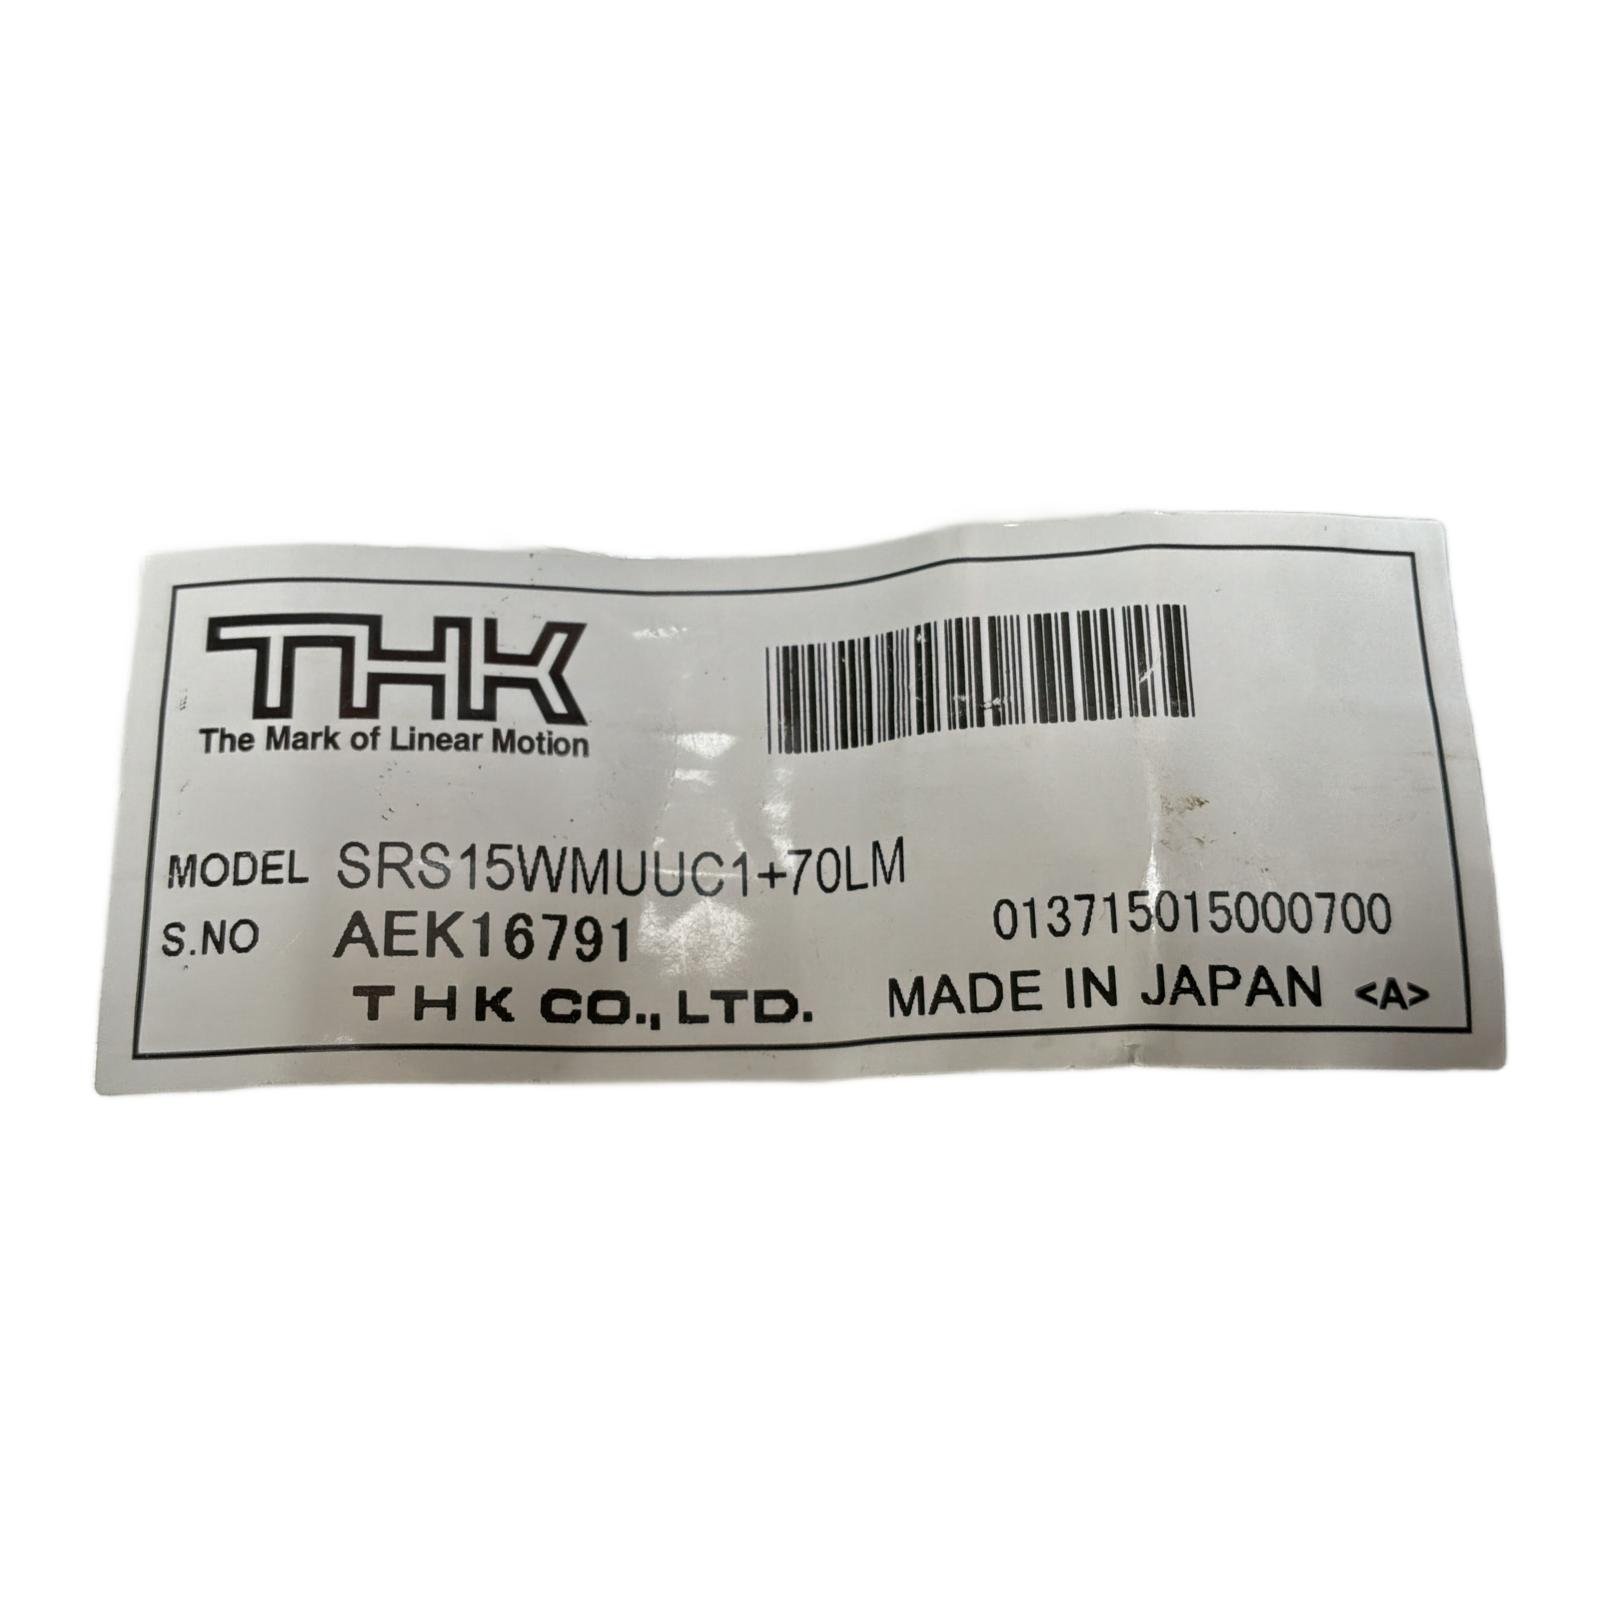 THK
The Mark of Linear Motion
MODEL SRS15WMUUC1+70LM
S.NO AEK16791
013715015000700
THK CO., LTD. MADE IN JAPAN <A>